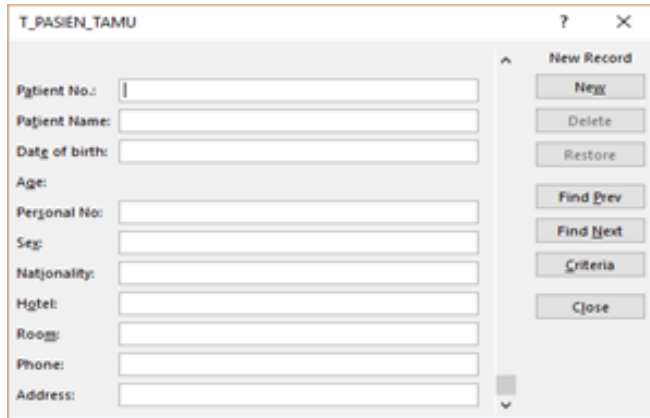 T_PASIEN_TAMU
?
New Record
Patient No.:
New
Patient Name:
Delete
Date of birth:
Restore
Age:
Find Prev
Personal No:
Find Next
Sex:
Nationality:
Criteria
Hotel:
Close
Room:
Phone:
Address: